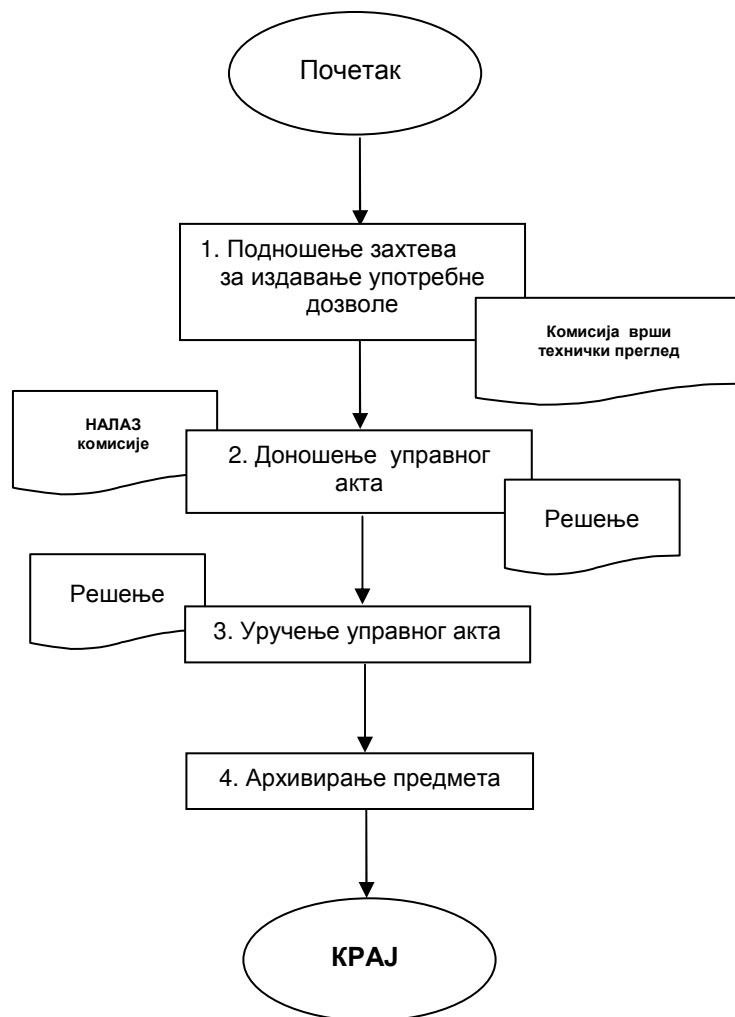 Почетак
1. Подношење захтева
за издавање употребне
дозволе
Комисија врши
технички преглед
НАЛАЗ
комисије
2. Доношење управног
акта
Решење
Решење
3. Уручење управног акта
4. Архивирање предмета
КРАЈ